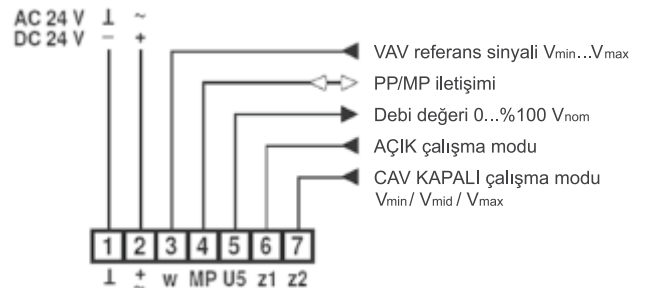 AC 24 V ⊥ ~
DC 24 V − +
VAV referans sinyali Vmin...Vmax
PP/MP iletişimi
Debi değeri 0...%100 Vnom
AÇIK çalışma modu
CAV KAPALI çalışma modu
Vmin / Vmid / Vmax
1 2 3 4 5 6 7
⊥ ± ~ w MP U5 z1 z2